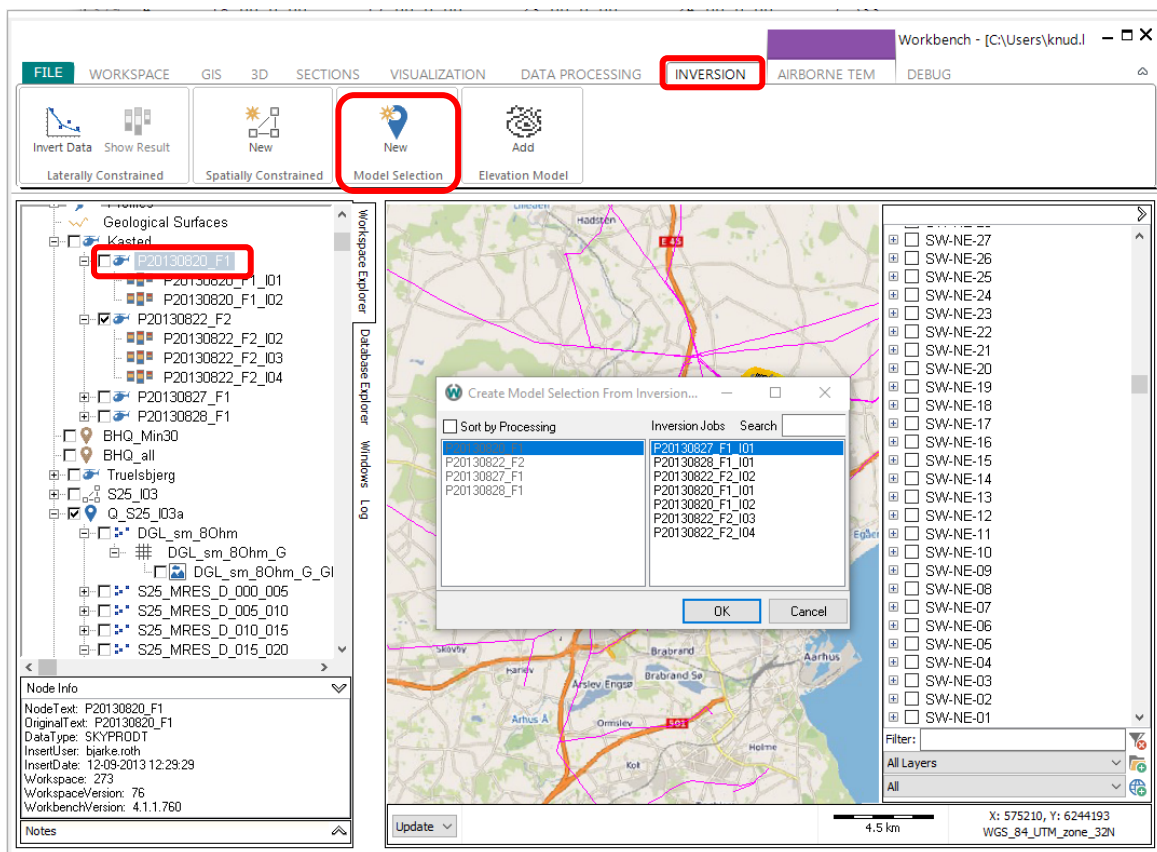 Workbench - [C:\Users\knud.l
FILE WORKSPACE GIS 3D SECTIONS VISUALIZATION DATA PROCESSING INVERSION AIRBORNE TEM DEBUG
Invert Data Show Result New New Add
Laterally Constrained Spatially Constrained Model Selection Elevation Model
Profiles
Geological Surfaces
Kasted
P20130820_F1
P20130820_F1_I01
P20130820_F1_I02
P20130822_F2
P20130822_F2_I02
P20130822_F2_I03
P20130822_F2_I04
P20130827_F1
P20130828_F1
BHQ_Min30
BHQ_all
Truelsbjerg
S25_I03
Q_S25_I03a
DGL_sm_8Ohm
DGL_sm_8Ohm_G
DGL_sm_8Ohm_G_GI
S25_MRES_D_000_005
S25_MRES_D_005_010
S25_MRES_D_010_015
S25_MRES_D_015_020
Node Info
NodeText: P20130820_F1
OriginalText: P20130820_F1
DataType: SKYPRODT
InsertUser: bjarke.roth
InsertDate: 12-09-2013 12:29:29
Workspace: 273
WorkspaceVersion: 76
WorkbenchVersion: 4.1.1.760
Notes
Workspace Explorer
Database Explorer
Windows
Log
Hadsten
E 45
Create Model Selection From Inversion...
Sort by Processing Inversion Jobs Search
P20130820_F1
P20130822_F2
P20130827_F1
P20130828_F1
P20130827_F1_I01
P20130828_F1_I01
P20130822_F2_I02
P20130820_F1_I01
P20130820_F1_I02
P20130822_F2_I03
P20130822_F2_I04
OK Cancel
Skovby
Brabrand
Aarhus
Harlev
Årslev Engsø
Brabrand Sø
Århus Å
Ormslev
501
Kolt
Holme
Update
4.5 km
SW-NE-27
SW-NE-26
SW-NE-25
SW-NE-24
SW-NE-23
SW-NE-22
SW-NE-21
SW-NE-20
SW-NE-19
SW-NE-18
SW-NE-17
SW-NE-16
SW-NE-15
SW-NE-14
SW-NE-13
SW-NE-12
SW-NE-11
SW-NE-10
SW-NE-09
SW-NE-08
SW-NE-07
SW-NE-06
SW-NE-05
SW-NE-04
SW-NE-03
SW-NE-02
SW-NE-01
Filter:
All Layers
All
X: 575210, Y: 6244193
WGS_84_UTM_zone_32N